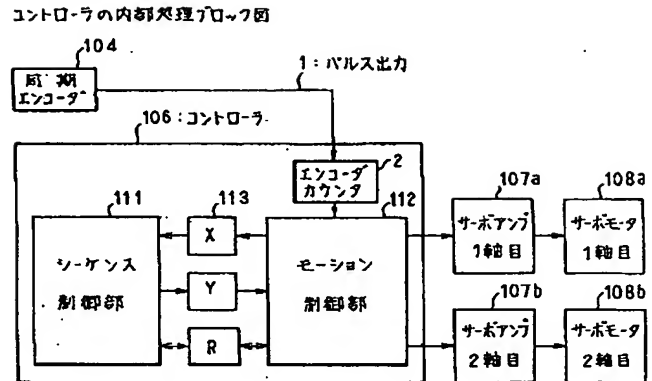 コントローラの内部処理ブロック図
104
同期
エンコーダ
1：パルス出力
106：コントローラ
エンコーダ
カウンタ
2
111
シーケンス
制御部
113
X
Y
R
112
モーション
制御部
107a
サーボアンプ
1軸目
108a
サーボモータ
1軸目
107b
サーボアンプ
2軸目
108b
サーボモータ
2軸目